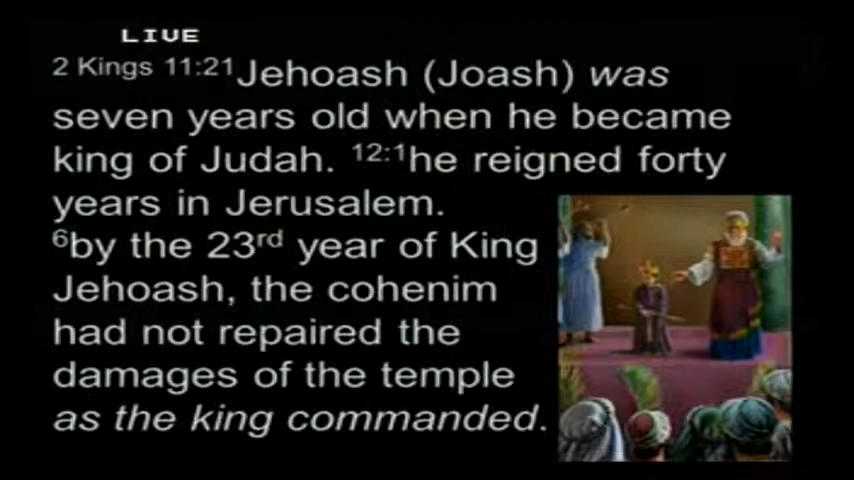 LIVE
2 Kings 11:21 Jehoash (Joash) was
seven years old when he became
king of Judah. 12:1he reigned forty
years in Jerusalem.
6by the 23rd year of King
Jehoash, the cohenim
had not repaired the
damages of the temple
as the king commanded.